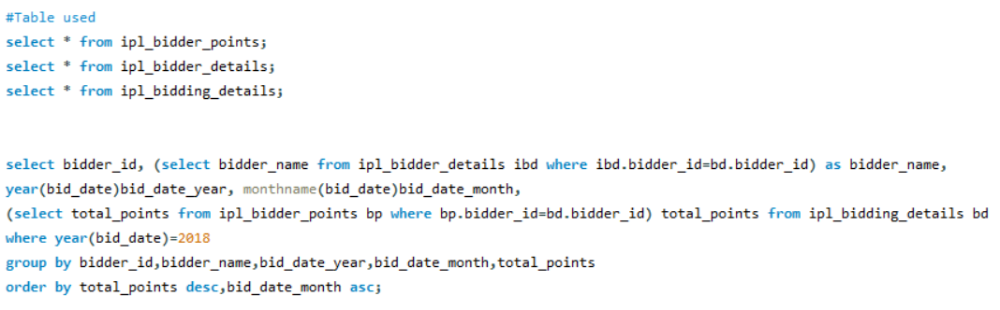 #Table used
select * from ipl_bidder_points;
select * from ipl_bidder_details;
select * from ipl_bidding_details;
select bidder_id, (select bidder_name from ipl_bidder_details ibd where ibd.bidder_id=bd.bidder_id) as bidder_name,
year(bid_date)bid_date_year, monthname(bid_date)bid_date_month,
(select total_points from ipl_bidder_points bp where bp.bidder_id=bd.bidder_id) total_points from ipl_bidding_details bd
where year(bid_date)=2018
group by bidder_id,bidder_name,bid_date_year,bid_date_month,total_points
order by total_points desc,bid_date_month asc;